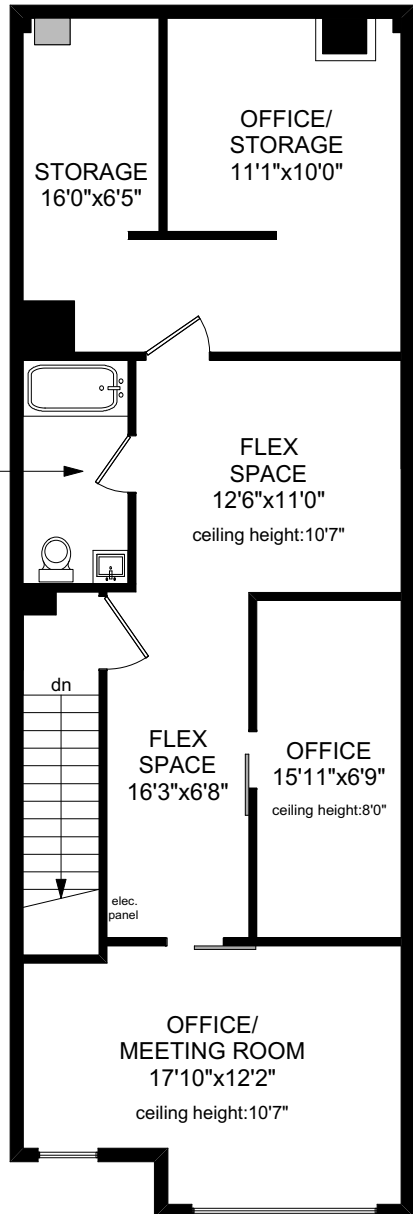 OFFICE/
STORAGE
11'1"x10'0"
STORAGE
16'0"x6'5"
FLEX
SPACE
12'6"x11'0"
ceiling height:10'7"
dn
FLEX
SPACE
16'3"x6'8"
OFFICE
15'11"x6'9"
ceiling height:8'0"
elec.
panel
OFFICE/
MEETING ROOM
17'10"x12'2"
ceiling height:10'7"